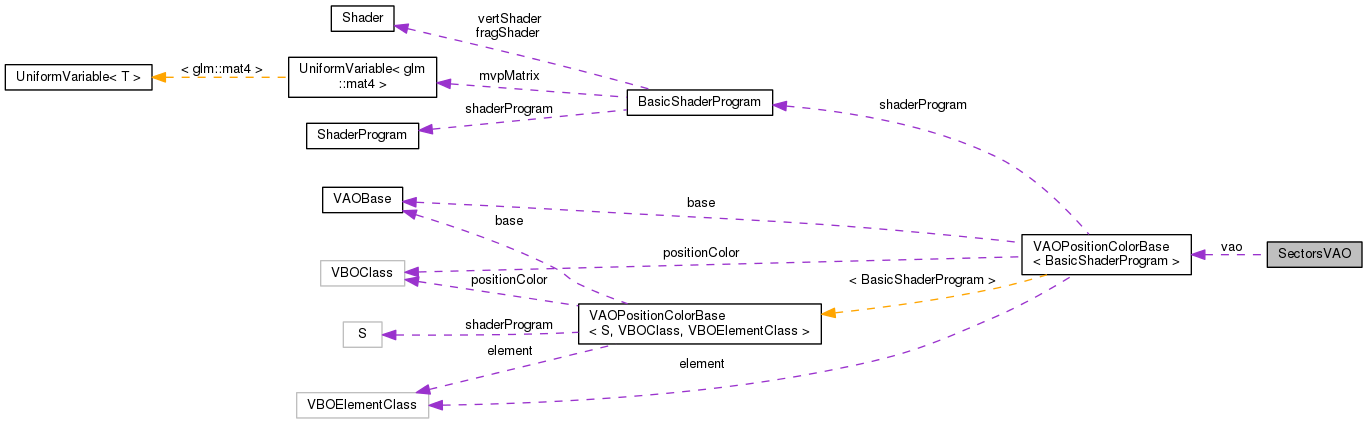 Shader
vertShader
fragShader
UniformVariable< T >
< glm::mat4 >
UniformVariable< glm
::mat4 >
mvpMatrix
BasicShaderProgram
shaderProgram
shaderProgram
ShaderProgram
VAOBase
base
base
VAOPositionColorBase
< BasicShaderProgram >
vao
SectorsVAO
VBOClass
positionColor
positionColor
< BasicShaderProgram >
VAOPositionColorBase
< S, VBOClass, VBOElementClass >
S
shaderProgram
element
element
VBOElementClass